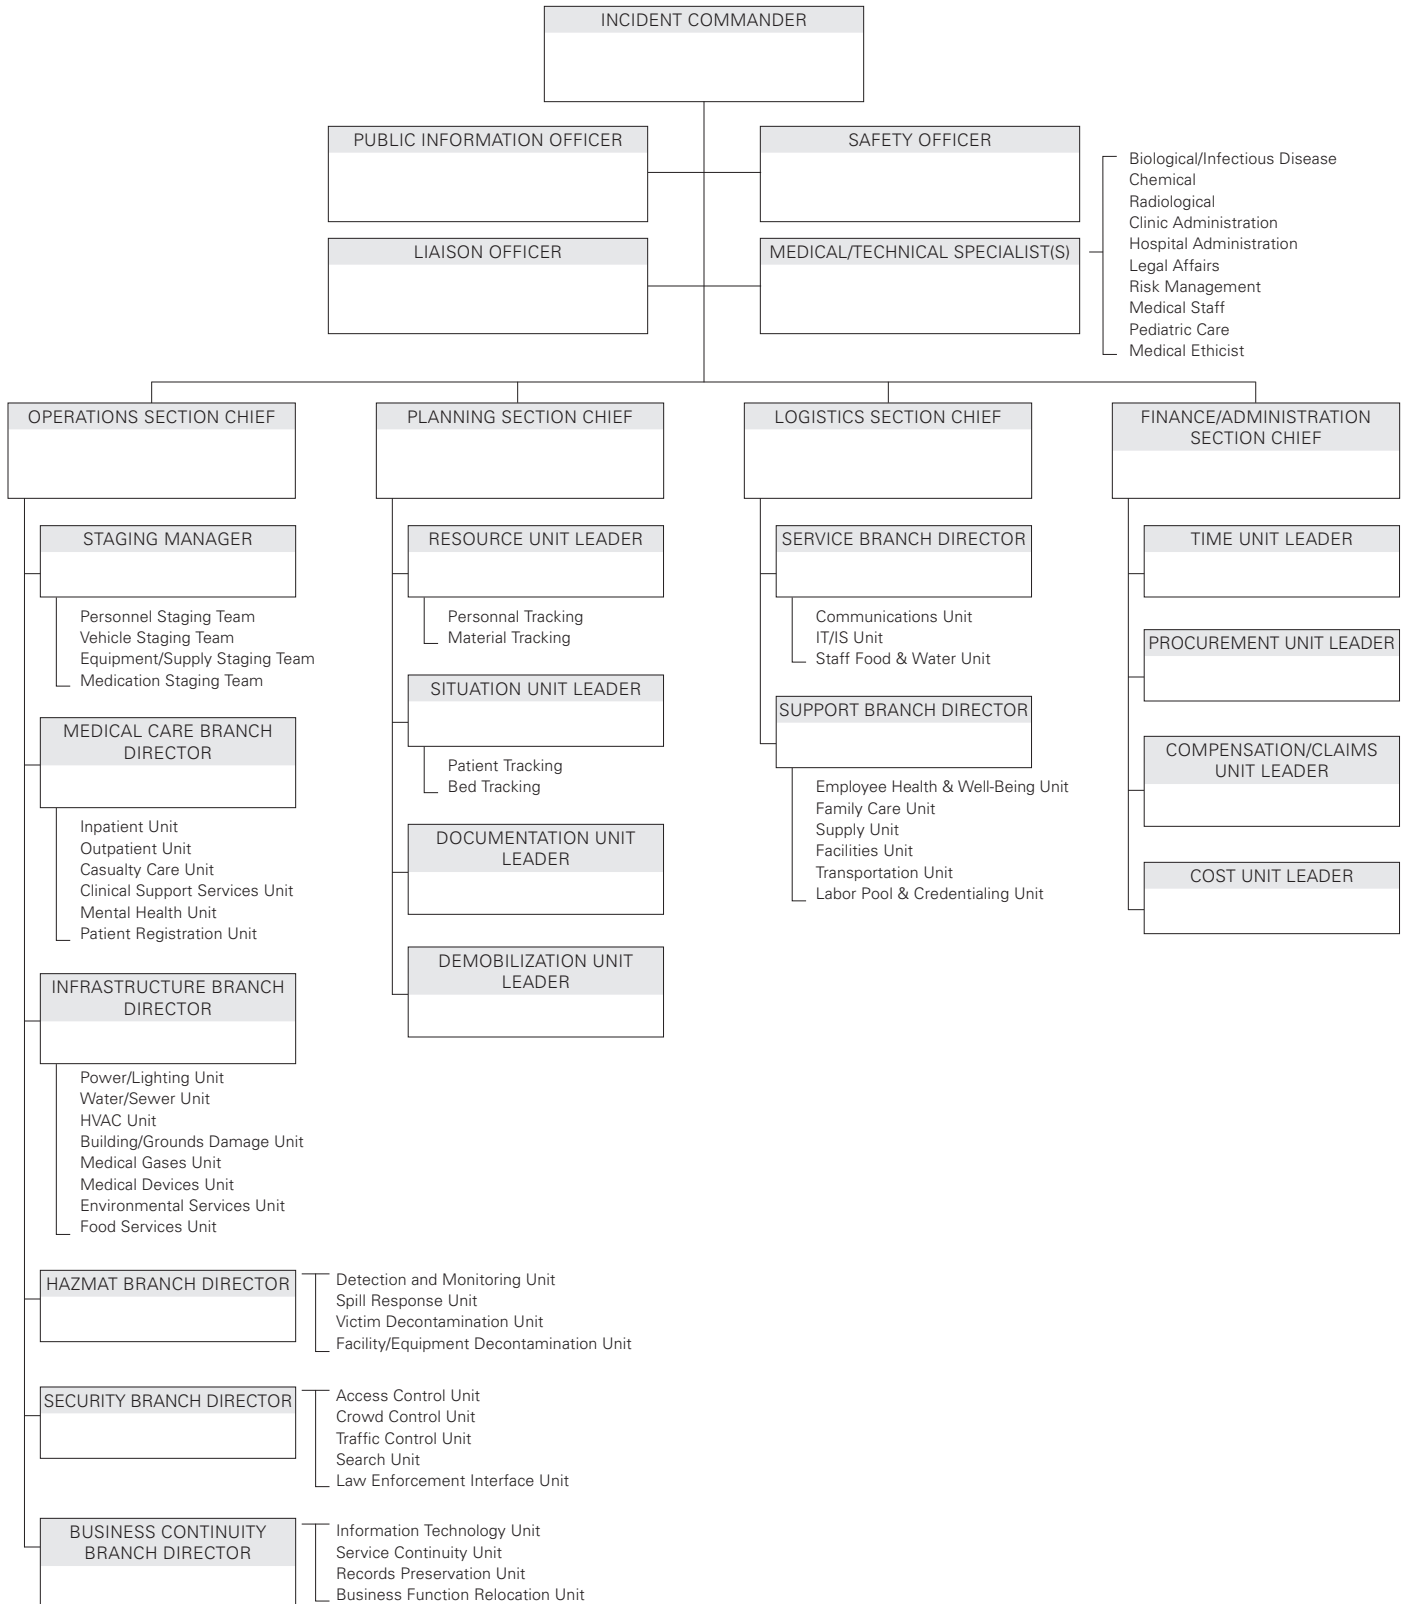 INCIDENT COMMANDER
PUBLIC INFORMATION OFFICER
SAFETY OFFICER
Biological/Infectious Disease
Chemical
Radiological
Clinic Administration
Hospital Administration
Legal Affairs
Risk Management
Medical Staff
Pediatric Care
Medical Ethicist
LIAISON OFFICER
MEDICAL/TECHNICAL SPECIALIST(S)
OPERATIONS SECTION CHIEF
STAGING MANAGER
Personnel Staging Team
Vehicle Staging Team
Equipment/Supply Staging Team
Medication Staging Team
MEDICAL CARE BRANCH
DIRECTOR
Inpatient Unit
Outpatient Unit
Casualty Care Unit
Clinical Support Services Unit
Mental Health Unit
Patient Registration Unit
INFRASTRUCTURE BRANCH
DIRECTOR
Power/Lighting Unit
Water/Sewer Unit
HVAC Unit
Building/Grounds Damage Unit
Medical Gases Unit
Medical Devices Unit
Environmental Services Unit
Food Services Unit
HAZMAT BRANCH DIRECTOR
Detection and Monitoring Unit
Spill Response Unit
Victim Decontamination Unit
Facility/Equipment Decontamination Unit
SECURITY BRANCH DIRECTOR
Access Control Unit
Crowd Control Unit
Traffic Control Unit
Search Unit
Law Enforcement Interface Unit
BUSINESS CONTINUITY
BRANCH DIRECTOR
Information Technology Unit
Service Continuity Unit
Records Preservation Unit
Business Function Relocation Unit
PLANNING SECTION CHIEF
RESOURCE UNIT LEADER
Personnal Tracking
Material Tracking
SITUATION UNIT LEADER
Patient Tracking
Bed Tracking
DOCUMENTATION UNIT
LEADER
DEMOBILIZATION UNIT
LEADER
LOGISTICS SECTION CHIEF
SERVICE BRANCH DIRECTOR
Communications Unit
IT/IS Unit
Staff Food & Water Unit
SUPPORT BRANCH DIRECTOR
Employee Health & Well-Being Unit
Family Care Unit
Supply Unit
Facilities Unit
Transportation Unit
Labor Pool & Credentialing Unit
FINANCE/ADMINISTRATION
SECTION CHIEF
TIME UNIT LEADER
PROCUREMENT UNIT LEADER
COMPENSATION/CLAIMS
UNIT LEADER
COST UNIT LEADER